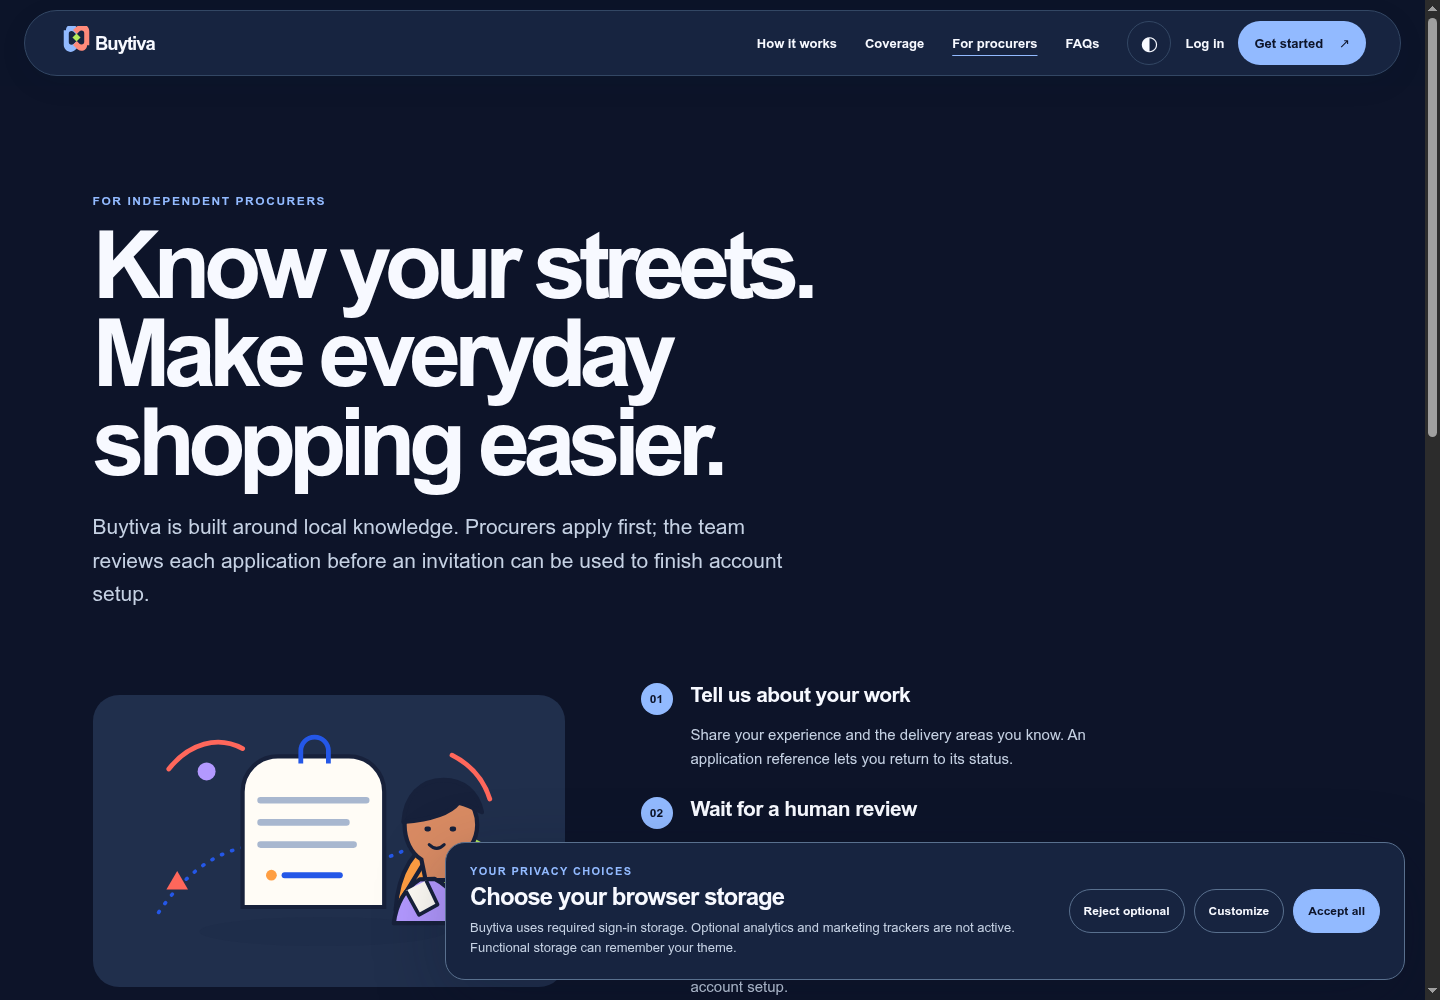 Buytiva
How it works
Coverage
For procurers
FAQs
Log in
Get started ↗
FOR INDEPENDENT PROCURERS
Know your streets.
Make everyday
shopping easier.
Buytiva is built around local knowledge. Procurers apply first; the team
reviews each application before an invitation can be used to finish account
setup.
01
Tell us about your work
Share your experience and the delivery areas you know. An
application reference lets you return to its status.
02
Wait for a human review
YOUR PRIVACY CHOICES
Choose your browser storage
Buytiva uses required sign-in storage. Optional analytics and marketing trackers are not active.
Functional storage can remember your theme.
Reject optional
Customize
Accept all
account setup.